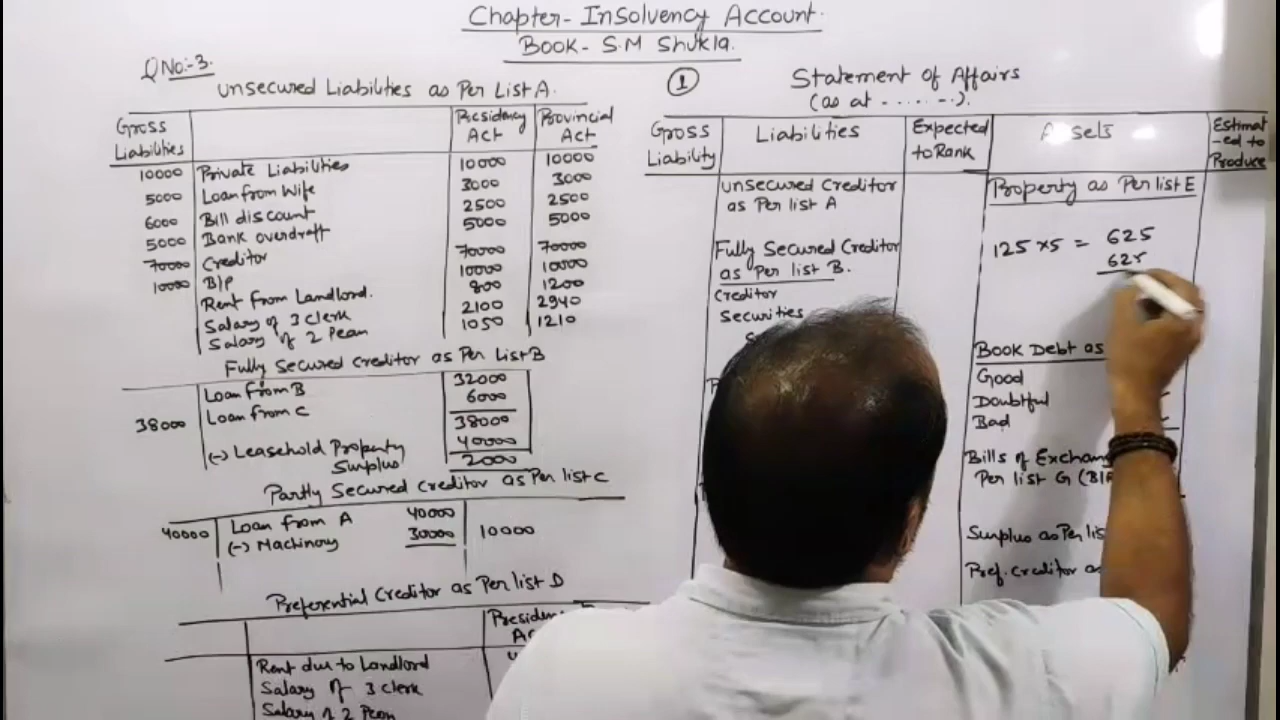 Chapter- Insolvency Account.
Book- S.M Shukla.
Q No:-3.
Unsecured Liabilities as Per List A.
Gross Liabilities Presidency Act Provincial Act
10000 Private Liabilities 10000 10000
5000 Loan from Wife 3000 3000
6000 Bill discount 2500 2500
5000 Bank overdraft 5000 5000
70000 Creditor 70000 70000
10000 B/P 10000 10000
Rent from Landlord. 800 1200
Salary of 3 Clerk 2100 2940
Salary of 2 Peon 1050 1210
Fully Secured Creditor as Per List B
Loan from B 32000
38000 Loan from C 6000
38000
(-) Leasehold Property 40000
Surplus 2000
Partly Secured Creditor as Per list C
40000 Loan from A 40000 10000
(-) Machinery 30000
Preferential Creditor as Per list D
Rent due to Landlord
Salary of 3 Clerk
Salary of 2 Peon
1
Statement of Affairs
(as at .......).
Gross Liability Liabilities Expected to Rank Assets Estimat-ed to Produce
Unsecured Creditor
as Per list A
Fully Secured Creditor
as Per list B.
Creditor
Securities
Property as Per list E
125 × 5 = 625
625
Book Debt as
Good
Doubtful
Bad
Bills of Exchan
Per list G (B/R
Surplus as Per lis
Pref. Creditor as